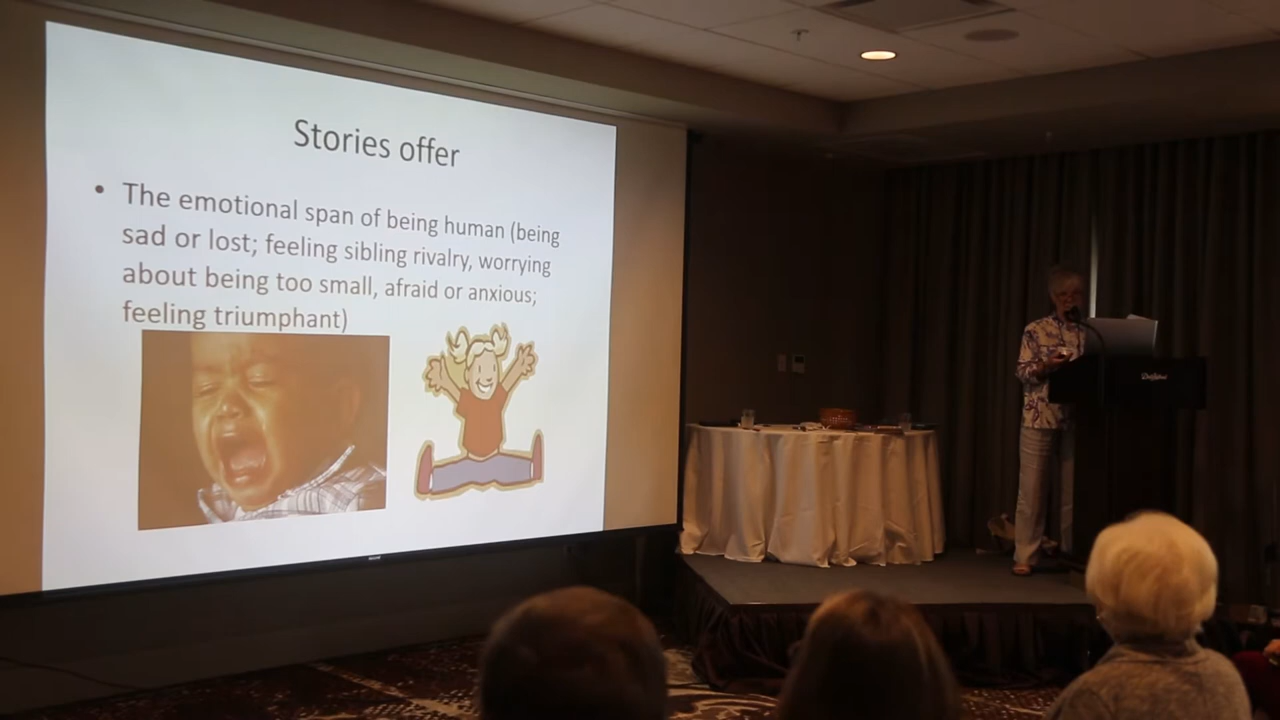 Stories offer
• The emotional span of being human (being
sad or lost; feeling sibling rivalry, worrying
about being too small, afraid or anxious;
feeling triumphant)